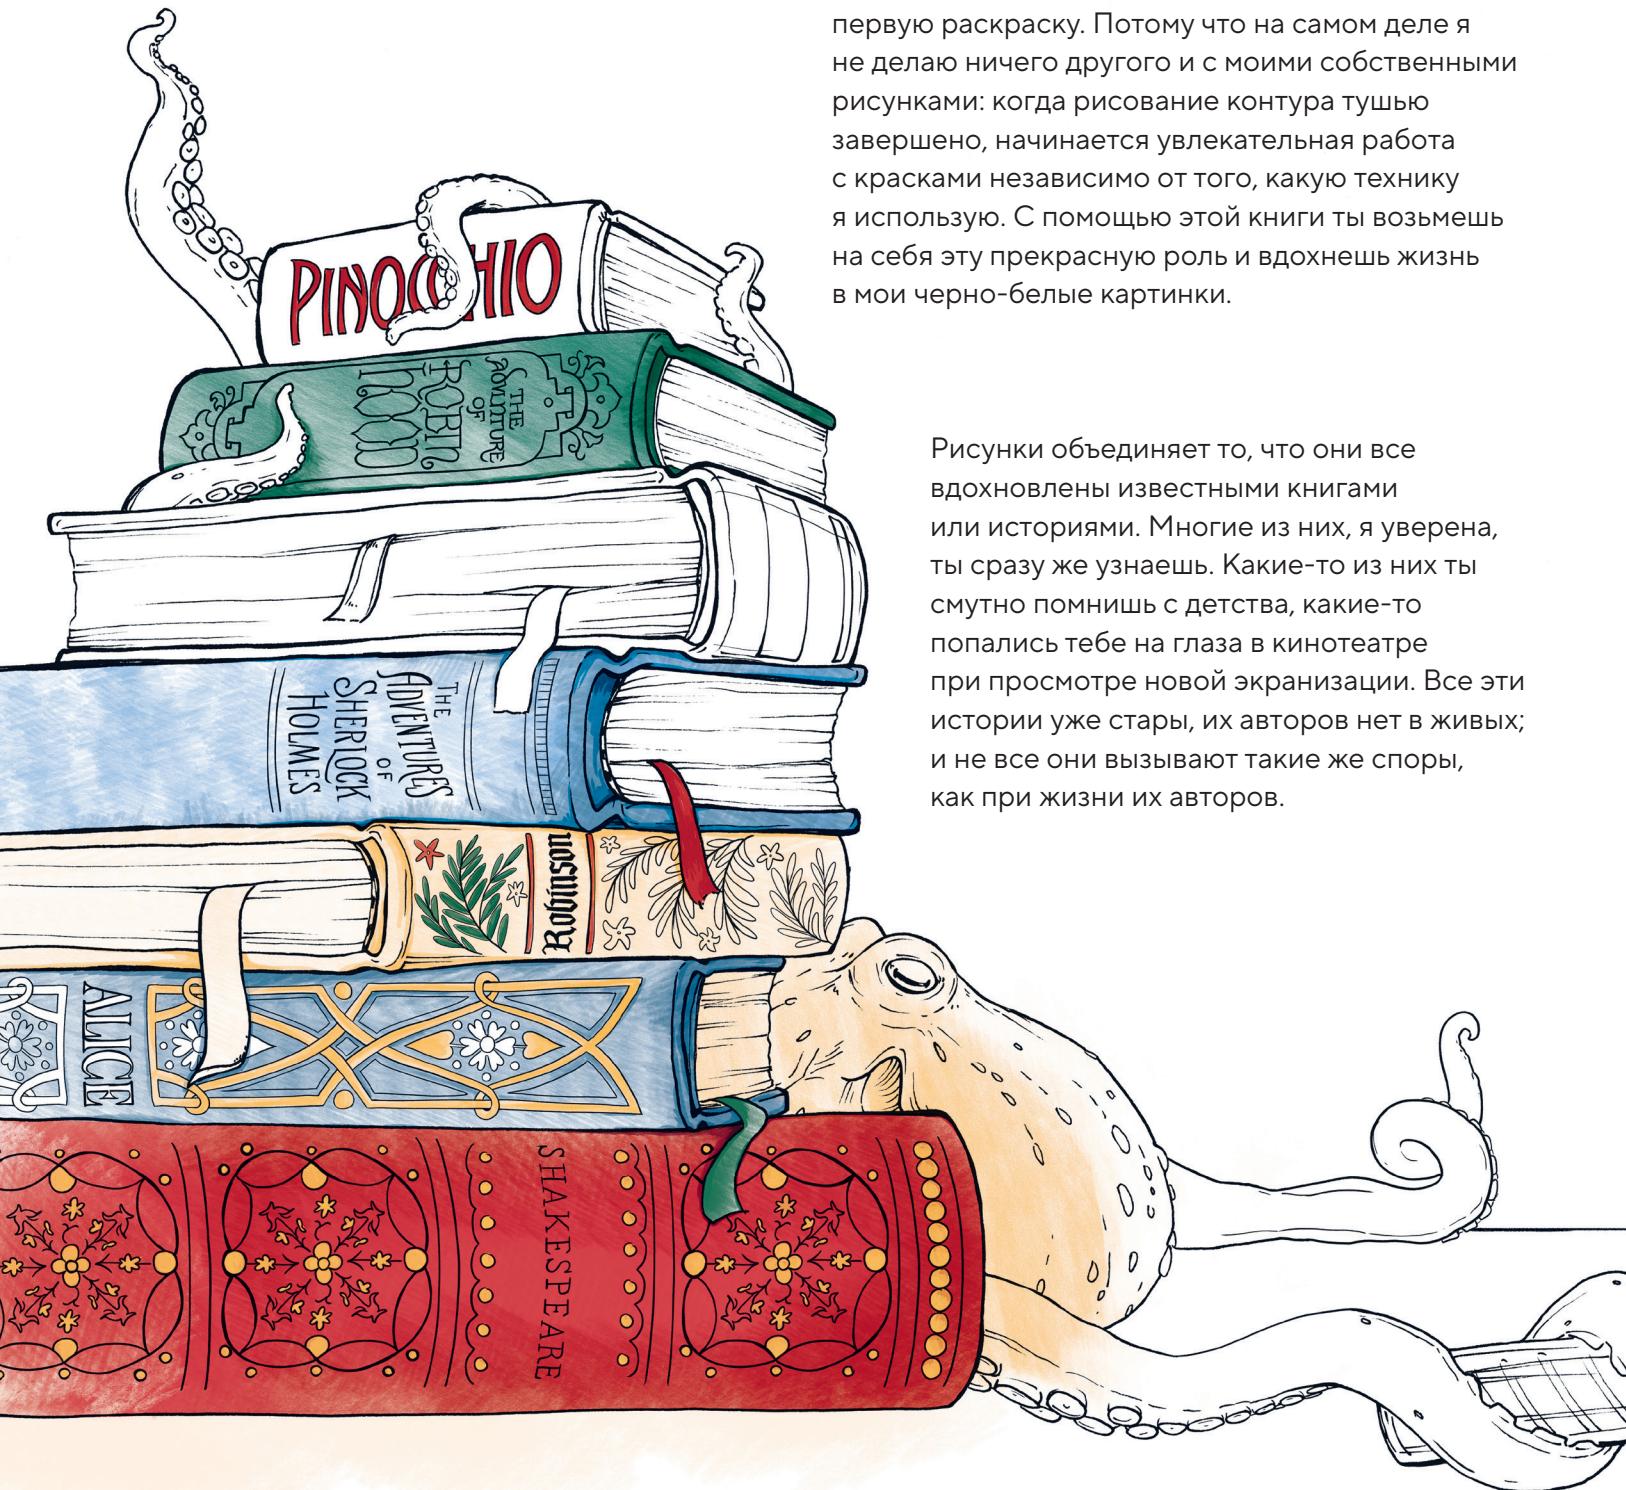 первую раскраску. Потому что на самом деле я
не делаю ничего другого и с моими собственными
рисунками: когда рисование контура тушью
завершено, начинается увлекательная работа
с красками независимо от того, какую технику
я использую. С помощью этой книги ты возьмешь
на себя эту прекрасную роль и вдохнешь жизнь
в мои черно-белые картинки.
Рисунки объединяет то, что они все
вдохновлены известными книгами
или историями. Многие из них, я уверена,
ты сразу же узнаешь. Какие-то из них ты
смутно помнишь с детства, какие-то
попались тебе на глаза в кинотеатре
при просмотре новой экранизации. Все эти
истории уже стары, их авторов нет в живых;
и не все они вызывают такие же споры,
как при жизни их авторов.
PINOCCHIO
THE
ADVENTURE
OF
ROBIN
HOOD
THE
ADVENTURES
OF
SHERLOCK
HOLMES
Robinson
ALICE
SHAKESPEARE